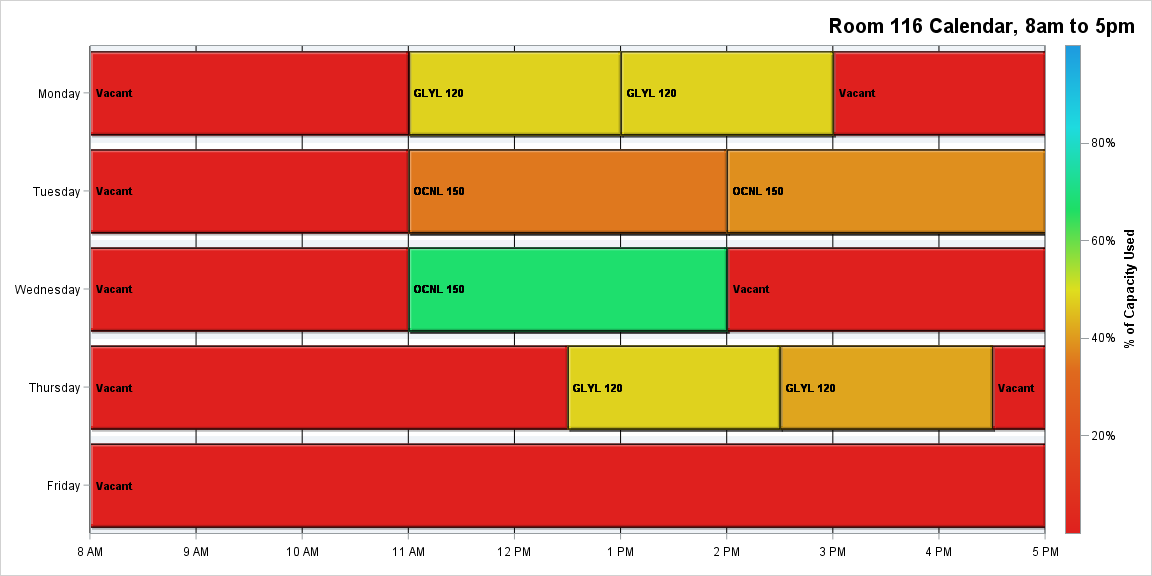 Room 116 Calendar, 8am to 5pm
Monday
Vacant
GLYL 120
GLYL 120
Vacant
Tuesday
Vacant
OCNL 150
OCNL 150
Wednesday
Vacant
OCNL 150
Vacant
Thursday
Vacant
GLYL 120
GLYL 120
Vacant
Friday
Vacant
8 AM
9 AM
10 AM
11 AM
12 PM
1 PM
2 PM
3 PM
4 PM
5 PM
80%
60%
40%
20%
% of Capacity Used